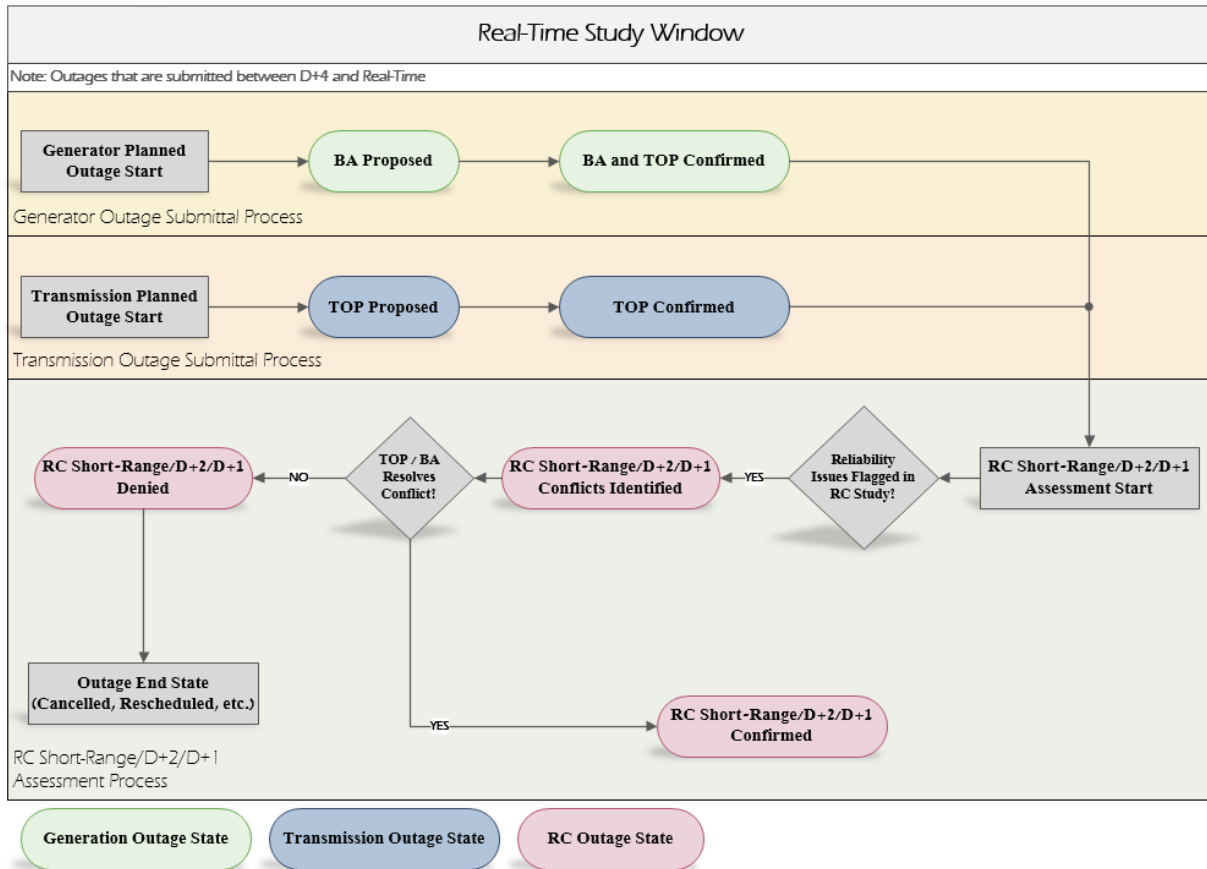 Real-Time Study Window
Note: Outages that are submitted between D+4 and Real-Time
Generator Planned
Outage Start
BA Proposed
BA and TOP Confirmed
Generator Outage Submittal Process
Transmission Planned
Outage Start
TOP Proposed
TOP Confirmed
Transmission Outage Submittal Process
RC Short-Range/D+2/D+1
Denied
NO
TOP / BA
Resolves
Conflict?
RC Short-Range/D+2/D+1
Conflicts Identified
YES
Reliability
Issues Flagged in
RC Study?
RC Short-Range/D+2/D+1
Assessment Start
Outage End State
(Cancelled, Rescheduled, etc.)
YES
RC Short-Range/D+2/D+1
Confirmed
RC Short-Range/D+2/D+1
Assessment Process
Generation Outage State
Transmission Outage State
RC Outage State